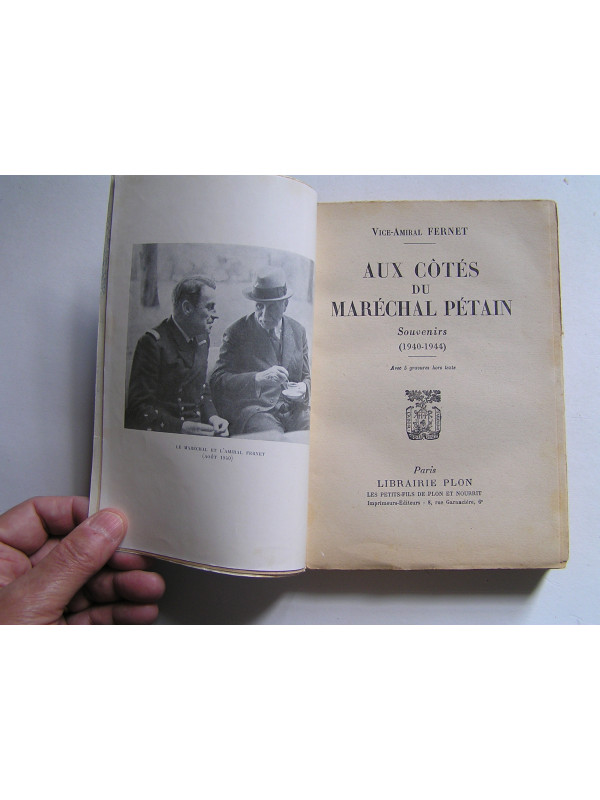 LE MARÉCHAL ET L'AMIRAL FERNET
(AOÛT 1940)
VICE-AMIRAL FERNET
AUX CÔTÉS
DU
MARÉCHAL PÉTAIN
Souvenirs
(1940-1944)
Avec 5 gravures hors texte
Paris
LIBRAIRIE PLON
LES PETITS-FILS DE PLON ET NOURRIT
Imprimeurs-Éditeurs - 8, rue Garancière, 6e